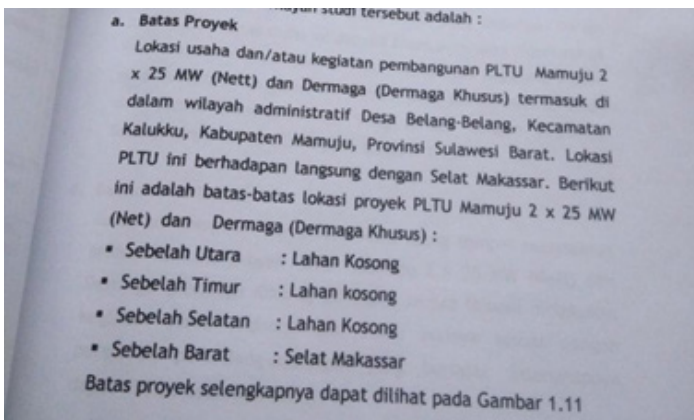 studi tersebut adalah :
a. Batas Proyek
Lokasi usaha dan/atau kegiatan pembangunan PLTU Mamuju 2
x 25 MW (Nett) dan Dermaga (Dermaga Khusus) termasuk di
dalam wilayah administratif Desa Belang-Belang, Kecamatan
Kalukku, Kabupaten Mamuju, Provinsi Sulawesi Barat. Lokasi
PLTU ini berhadapan langsung dengan Selat Makassar. Berikut
ini adalah batas-batas lokasi proyek PLTU Mamuju 2 x 25 MW
(Net) dan Dermaga (Dermaga Khusus) :
▪ Sebelah Utara : Lahan Kosong
▪ Sebelah Timur : Lahan kosong
▪ Sebelah Selatan : Lahan Kosong
▪ Sebelah Barat : Selat Makassar
Batas proyek selengkapnya dapat dilihat pada Gambar 1.11